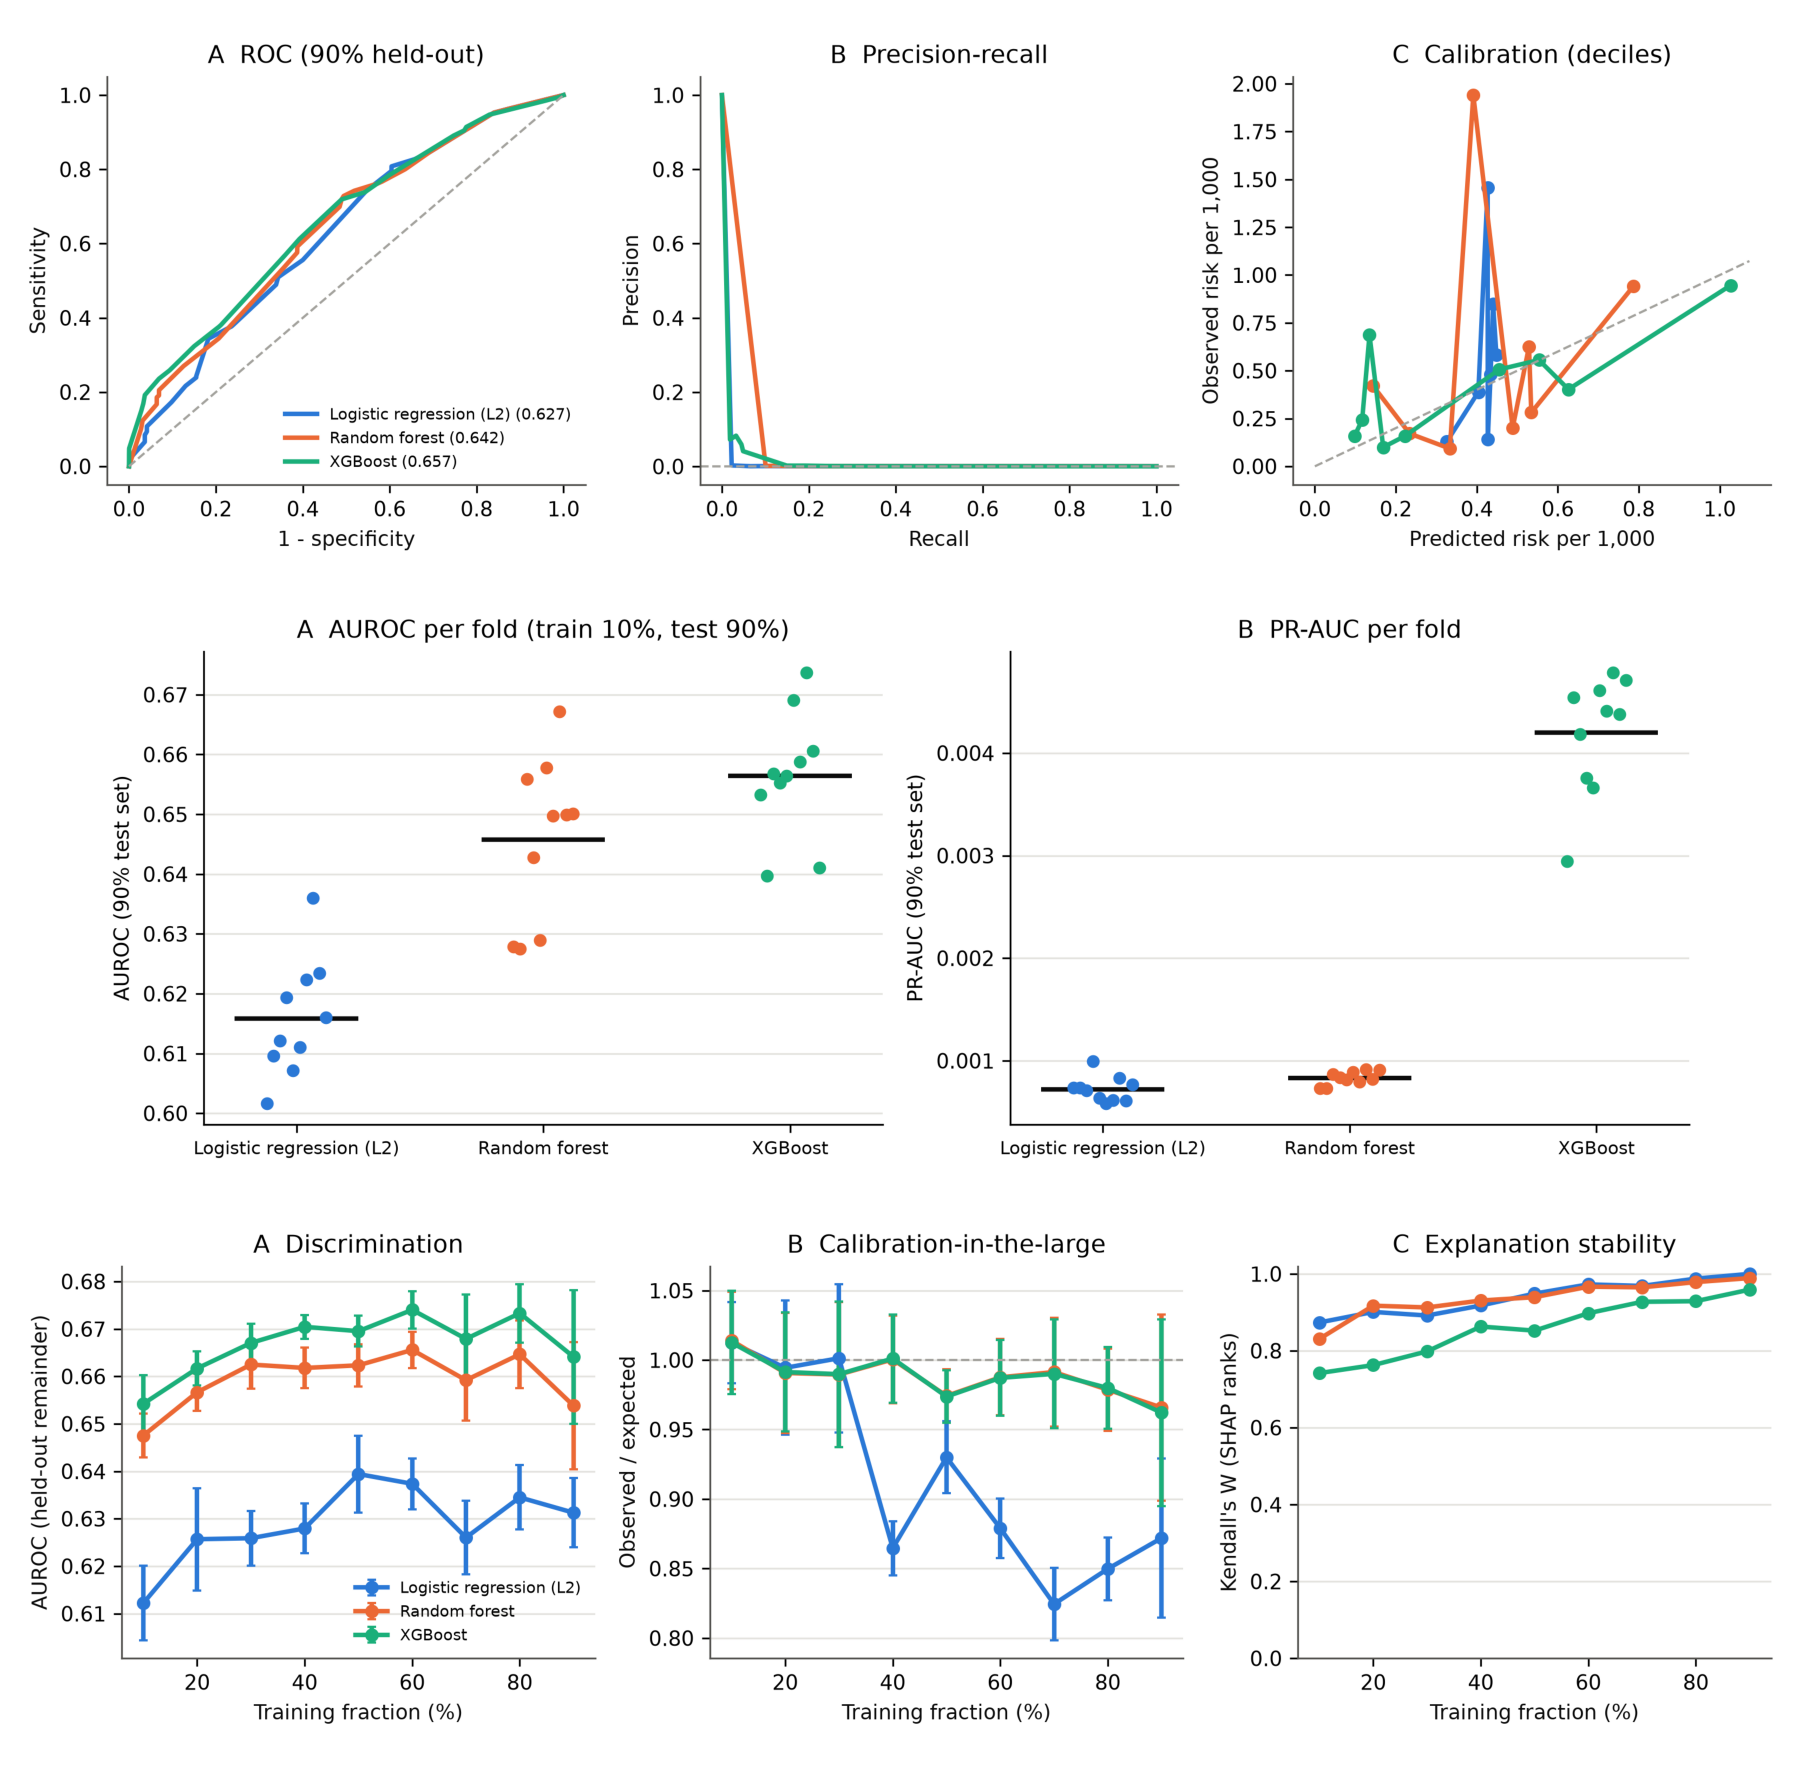 A  ROC (90% held-out)
Sensitivity
1.0
0.8
0.6
0.4
0.2
0.0
Logistic regression (L2) (0.627)
Random forest (0.642)
XGBoost (0.657)
0.0 0.2 0.4 0.6 0.8 1.0
1 - specificity
B  Precision-recall
Precision
1.0
0.8
0.6
0.4
0.2
0.0
0.0 0.2 0.4 0.6 0.8 1.0
Recall
C  Calibration (deciles)
Observed risk per 1,000
2.00
1.75
1.50
1.25
1.00
0.75
0.50
0.25
0.00
0.0 0.2 0.4 0.6 0.8 1.0
Predicted risk per 1,000
A  AUROC per fold (train 10%, test 90%)
AUROC (90% test set)
0.67
0.66
0.65
0.64
0.63
0.62
0.61
0.60
Logistic regression (L2) Random forest XGBoost
B  PR-AUC per fold
PR-AUC (90% test set)
0.004
0.003
0.002
0.001
Logistic regression (L2) Random forest XGBoost
A  Discrimination
AUROC (held-out remainder)
0.68
0.67
0.66
0.65
0.64
0.63
0.62
0.61
Logistic regression (L2)
Random forest
XGBoost
20 40 60 80
Training fraction (%)
B  Calibration-in-the-large
Observed / expected
1.05
1.00
0.95
0.90
0.85
0.80
20 40 60 80
Training fraction (%)
C  Explanation stability
Kendall's W (SHAP ranks)
1.0
0.8
0.6
0.4
0.2
0.0
20 40 60 80
Training fraction (%)